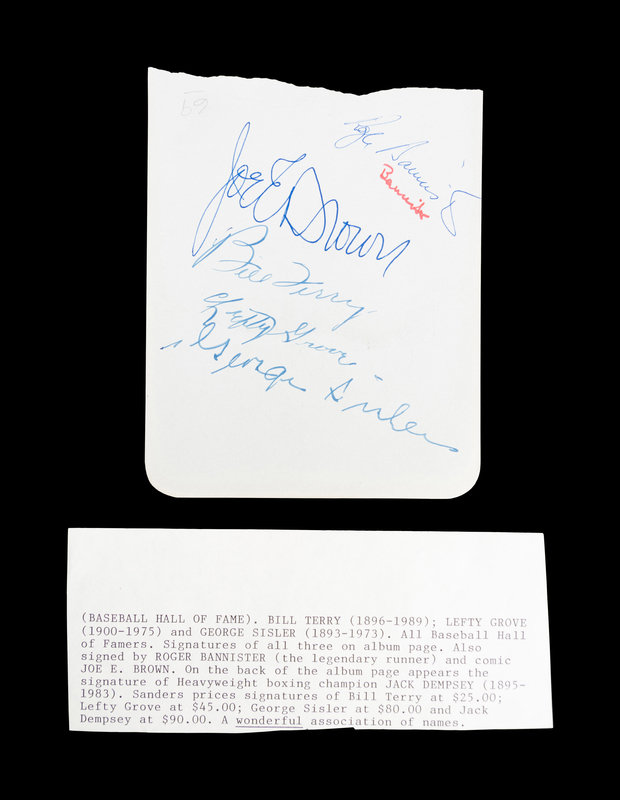 59
Roger Bannister
Bannister
Joe E. Brown
Bill Terry
Lefty Grove
George Sisler
(BASEBALL HALL OF FAME). BILL TERRY (1896-1989); LEFTY GROVE
(1900-1975) and GEORGE SISLER (1893-1973). All Baseball Hall
of Famers. Signatures of all three on album page. Also
signed by ROGER BANNISTER (the legendary runner) and comic
JOE E. BROWN. On the back of the album page appears the
signature of Heavyweight boxing champion JACK DEMPSEY (1895-
1983). Sanders prices signatures of Bill Terry at $25.00;
Lefty Grove at $45.00; George Sisler at $80.00 and Jack
Dempsey at $90.00. A wonderful association of names.